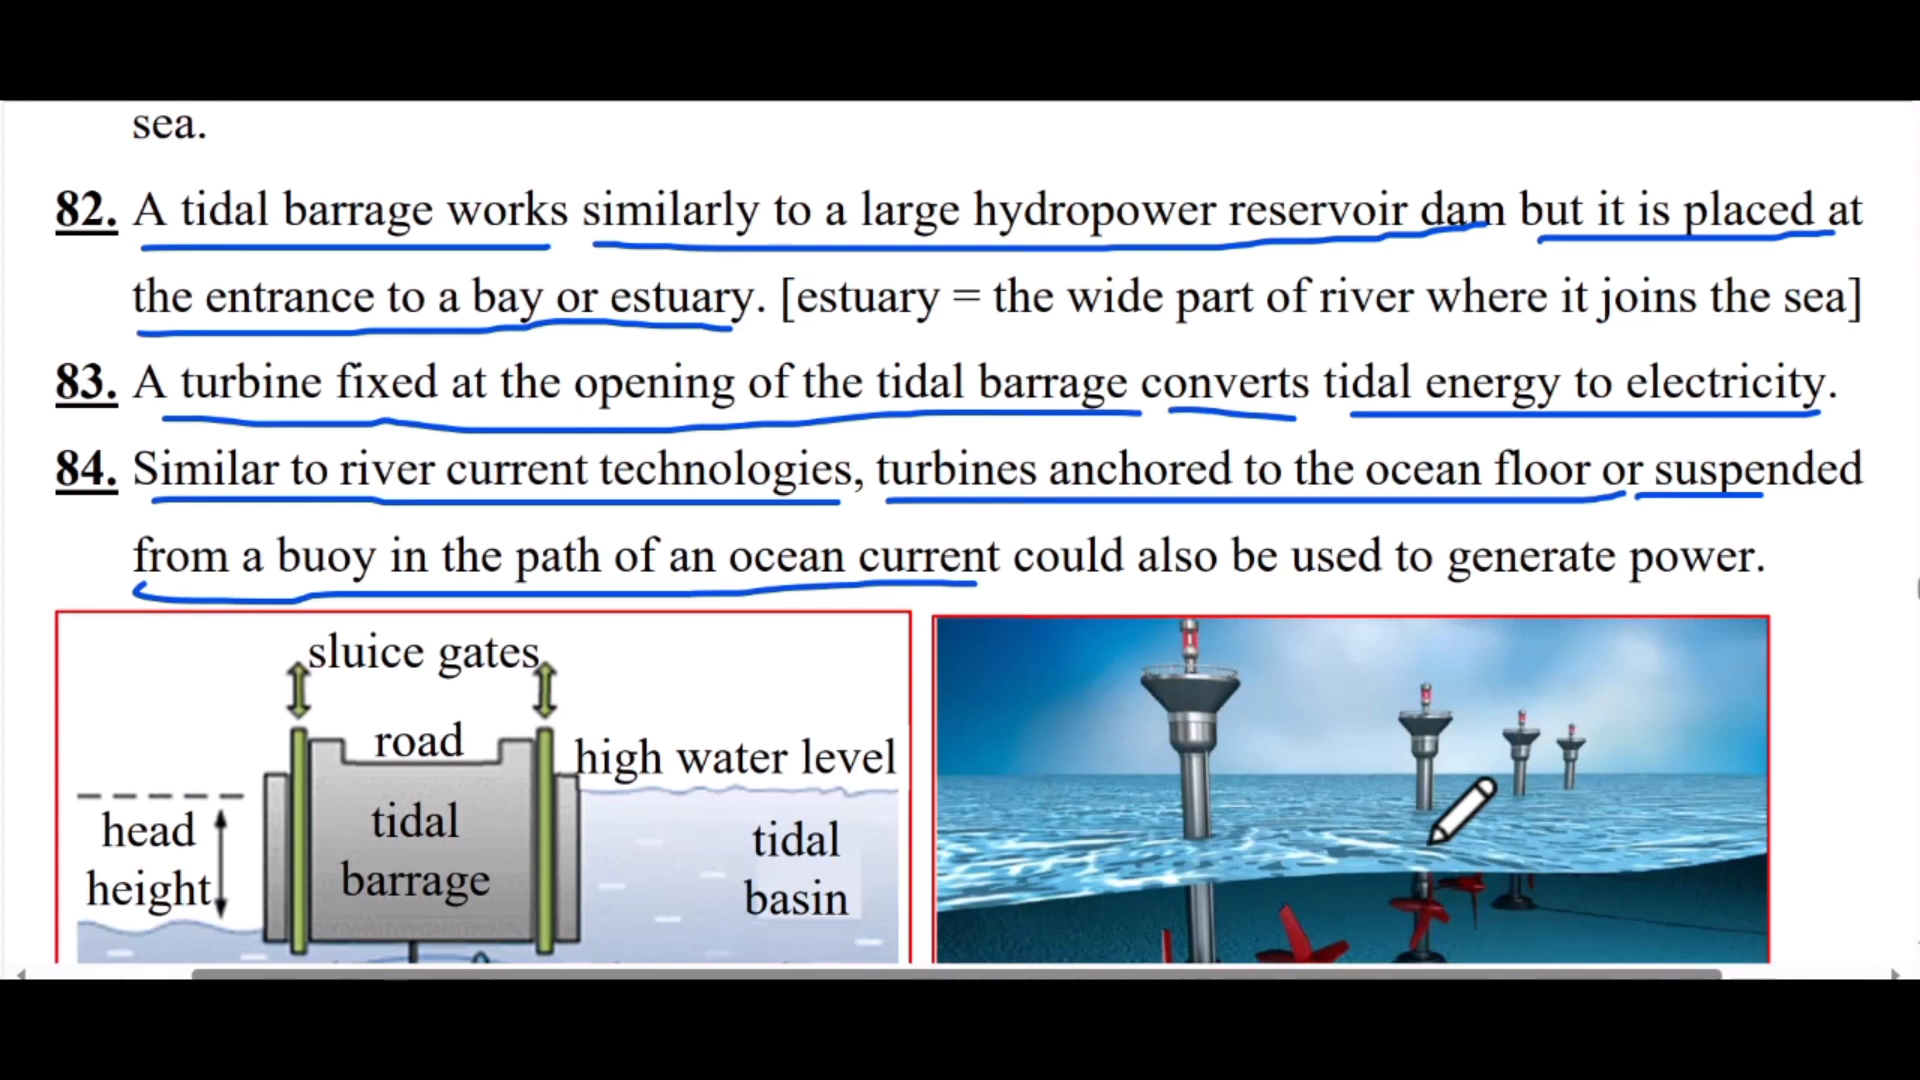 sea.
82. A tidal barrage works similarly to a large hydropower reservoir dam but it is placed at
the entrance to a bay or estuary. [estuary = the wide part of river where it joins the sea]
83. A turbine fixed at the opening of the tidal barrage converts tidal energy to electricity.
84. Similar to river current technologies, turbines anchored to the ocean floor or suspended
from a buoy in the path of an ocean current could also be used to generate power.
sluice gates
road
high water level
head
height
tidal
barrage
tidal
basin